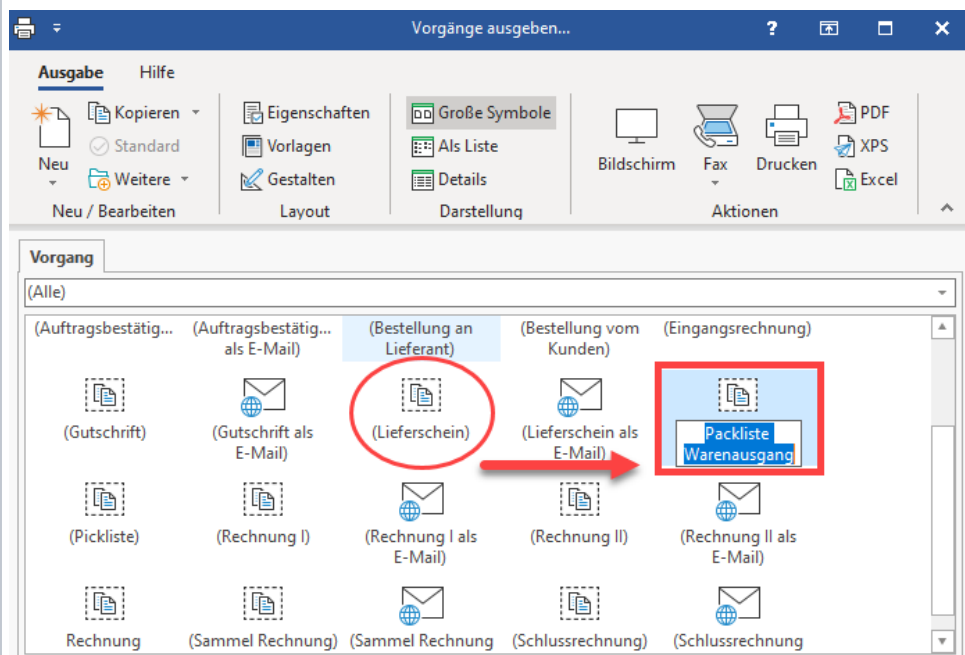 Vorgänge ausgeben...
?
Ausgabe
Hilfe
Neu
Kopieren
Standard
Weitere
Neu / Bearbeiten
Eigenschaften
Vorlagen
Gestalten
Layout
Große Symbole
Als Liste
Details
Darstellung
Bildschirm
Fax
Drucken
PDF
XPS
Excel
Aktionen
Vorgang
(Alle)
(Auftragsbestätig...
(Auftragsbestätig...
als E-Mail)
(Bestellung an
Lieferant)
(Bestellung vom
Kunden)
(Eingangsrechnung)
(Gutschrift)
(Gutschrift als
E-Mail)
(Lieferschein)
(Lieferschein als
E-Mail)
Packliste
Warenausgang
(Pickliste)
(Rechnung I)
(Rechnung I als
E-Mail)
(Rechnung II)
(Rechnung II als
E-Mail)
Rechnung
(Sammel Rechnung)
(Sammel Rechnung
(Schlussrechnung)
(Schlussrechnung